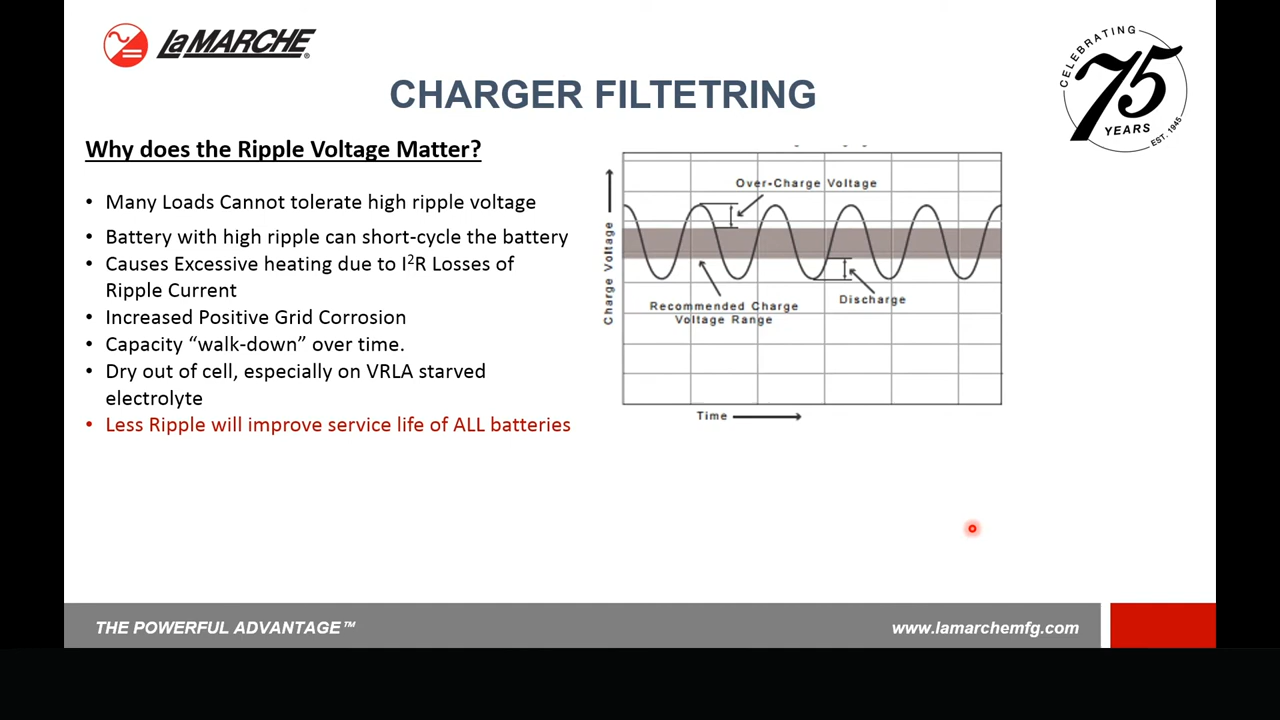 LaMARCHE®
CELEBRATING
75
YEARS
EST. 1945
CHARGER FILTETRING
Why does the Ripple Voltage Matter?
• Many Loads Cannot tolerate high ripple voltage
• Battery with high ripple can short-cycle the battery
• Causes Excessive heating due to I²R Losses of
Ripple Current
• Increased Positive Grid Corrosion
• Capacity “walk-down” over time.
• Dry out of cell, especially on VRLA starved
electrolyte
• Less Ripple will improve service life of ALL batteries
Over-Charge Voltage
Charge Voltage
Recommended Charge
Voltage Range
Discharge
Time
THE POWERFUL ADVANTAGE™
www.lamarchemfg.com